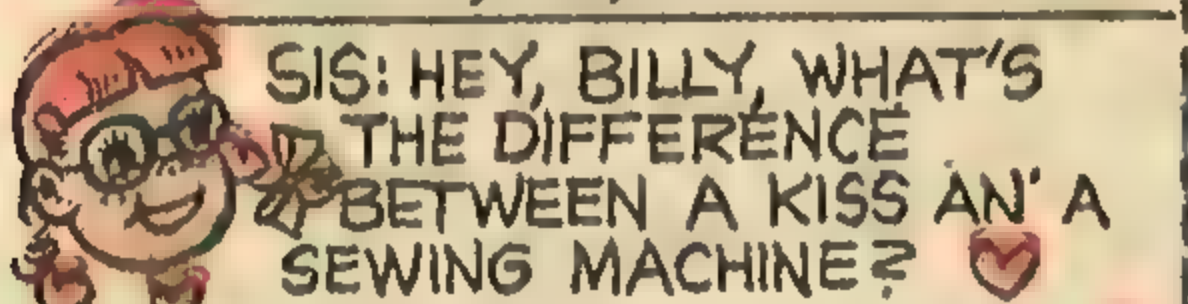 SIS: HEY, BILLY, WHAT'S
THE DIFFERENCE
BETWEEN A KISS AN' A
SEWING MACHINE?